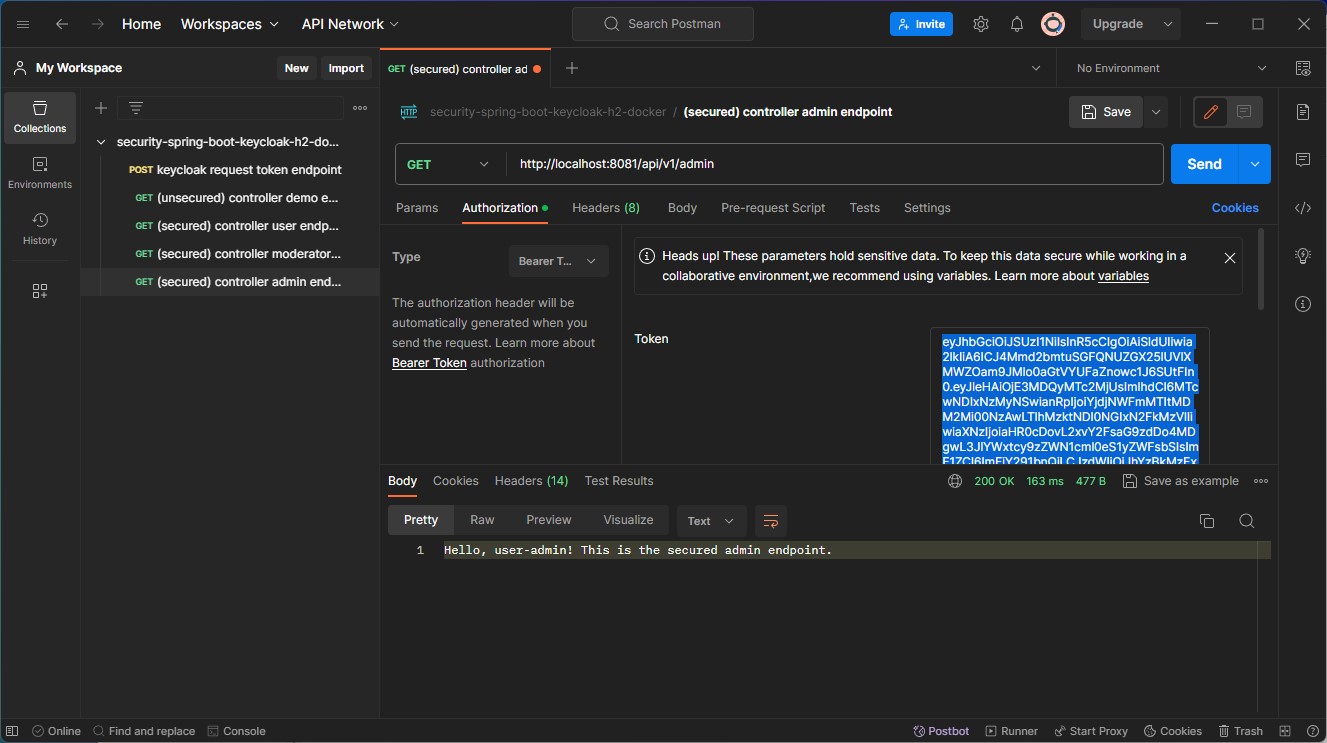 Home Workspaces API Network Search Postman Invite Upgrade
My Workspace New Import GET (secured) controller ad No Environment
Collections
Environments
History
security-spring-boot-keycloak-h2-do...
POST keycloak request token endpoint
GET (unsecured) controller demo e...
GET (secured) controller user endp...
GET (secured) controller moderator...
GET (secured) controller admin end...
HTTP security-spring-boot-keycloak-h2-docker / (secured) controller admin endpoint Save
GET http://localhost:8081/api/v1/admin Send
Params Authorization Headers (8) Body Pre-request Script Tests Settings Cookies
Type Bearer T...
The authorization header will be
automatically generated when you
send the request. Learn more about
Bearer Token authorization
Heads up! These parameters hold sensitive data. To keep this data secure while working in a
collaborative environment,we recommend using variables. Learn more about variables
Token
Body Cookies Headers (14) Test Results 200 OK 163 ms 477 B Save as example
Pretty Raw Preview Visualize Text
1 Hello, user-admin! This is the secured admin endpoint.
Online Find and replace Console Postbot Runner Start Proxy Cookies Trash